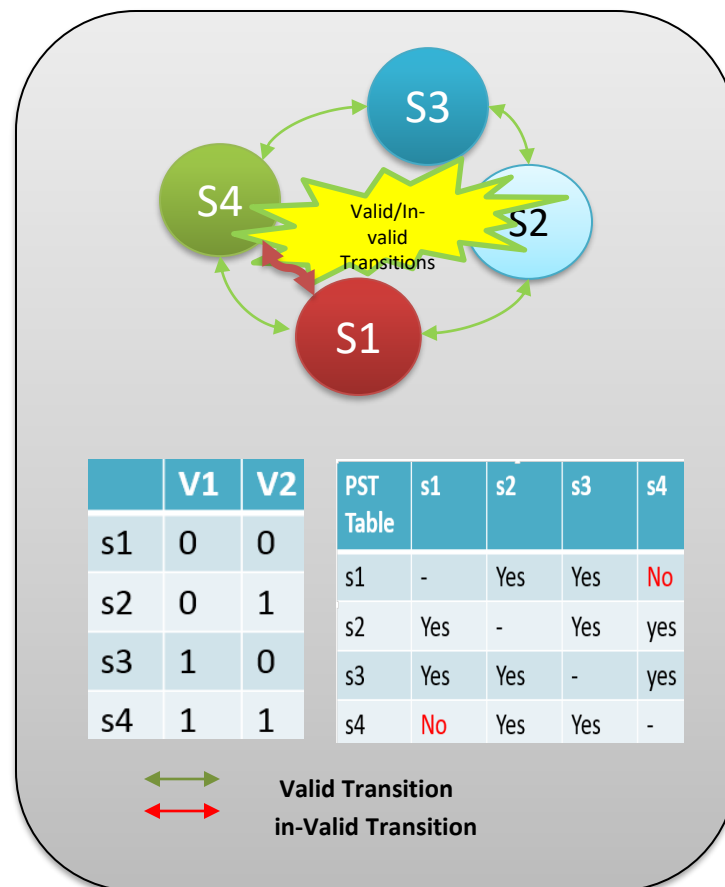 S3
S4
S2
Valid/In-
valid
Transitions
S1
V1 V2
s1 0 0
s2 0 1
s3 1 0
s4 1 1
PST s1 s2 s3 s4
Table
s1 - Yes Yes No
s2 Yes - Yes yes
s3 Yes Yes - yes
s4 No Yes Yes -
Valid Transition
in-Valid Transition